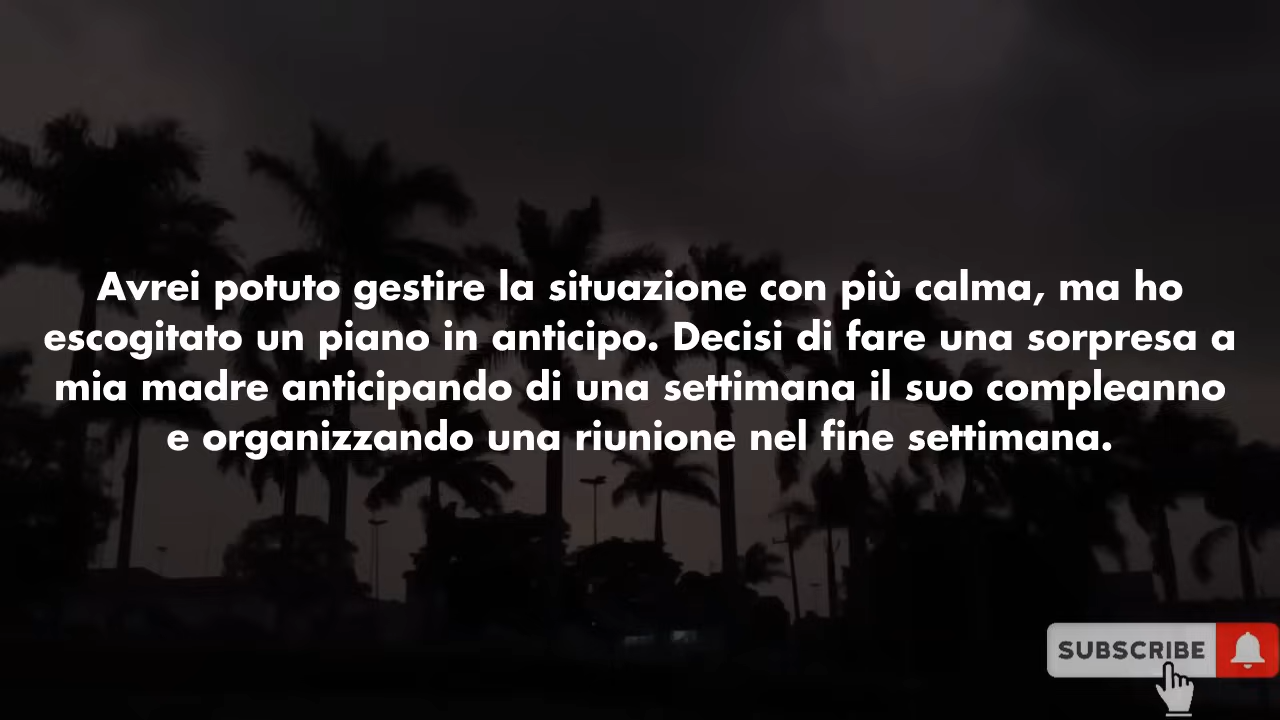 Avrei potuto gestire la situazione con più calma, ma ho
escogitato un piano in anticipo. Decisi di fare una sorpresa a
mia madre anticipando di una settimana il suo compleanno
e organizzando una riunione nel fine settimana.
SUBSCRIBE